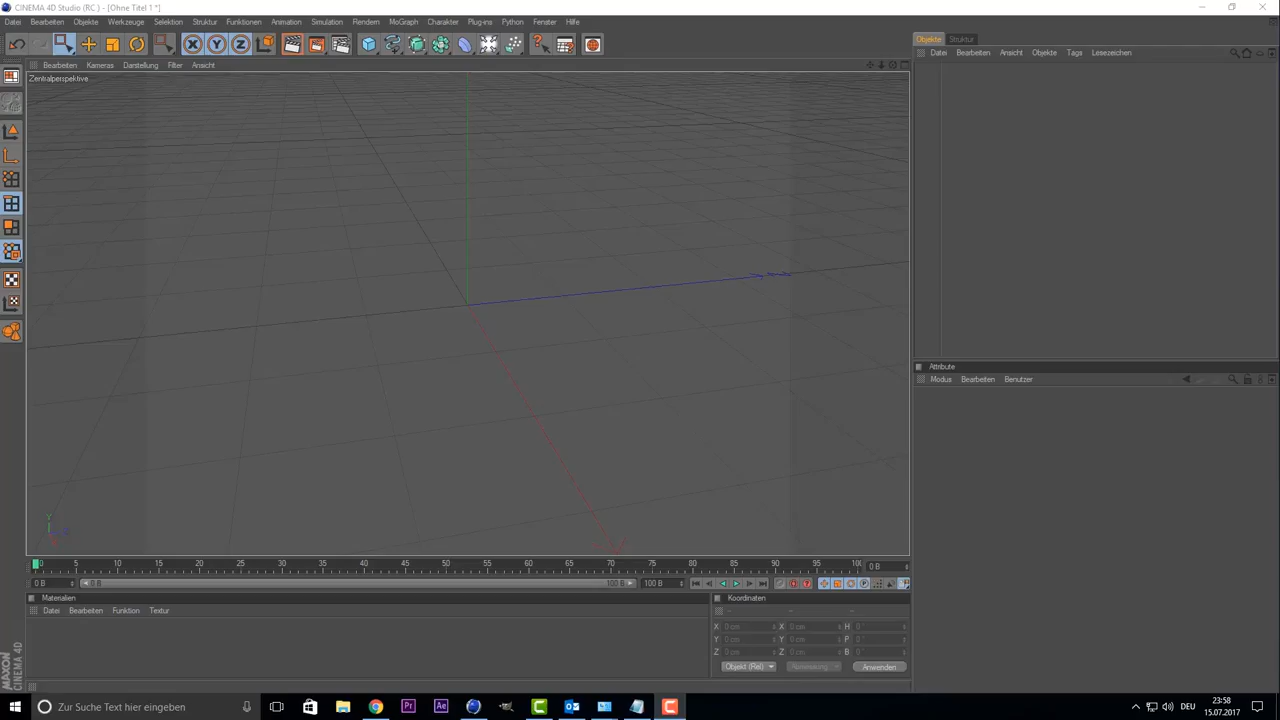 CINEMA 4D Studio (RC ) - [Ohne Titel 1 *]
Datei Bearbeiten Objekte Werkzeuge Selektion Struktur Funktionen Animation Simulation Rendern MoGraph Charakter Plug-ins Python Fenster Hilfe
X Y Z
Objekte Struktur
Datei Bearbeiten Ansicht Objekte Tags Lesezeichen
Bearbeiten Kameras Darstellung Filter Ansicht
Zentralperspektive
Attribute
Modus Bearbeiten Benutzer
Y
Z
0 5 10 15 20 25 30 35 40 45 50 55 60 65 70 75 80 85 90 95 100 0 B
0 B 0 B 100 B 100 B
Materialien
Datei Bearbeiten Funktion Textur
Koordinaten
X 0 cm X 0 cm H 0 °
Y 0 cm Y 0 cm P 0 °
Z 0 cm Z 0 cm B 0 °
Objekt (Rel) Abmessung Anwenden
MAXON
CINEMA 4D
Zur Suche Text hier eingeben
Pr Ae
DEU
23:58
15.07.2017